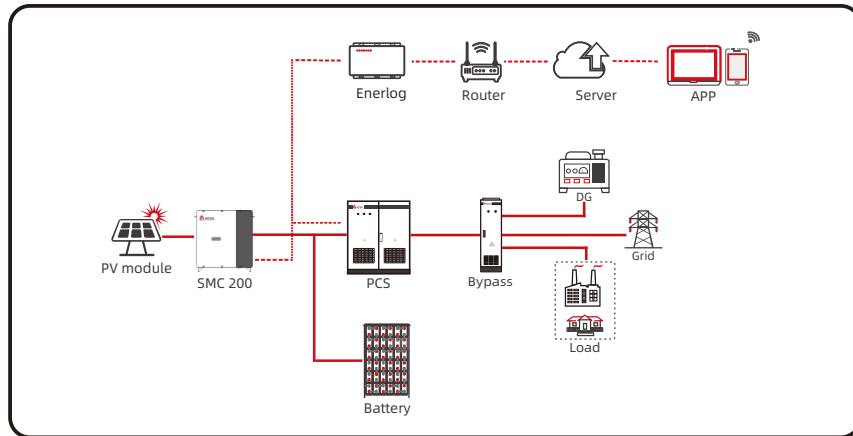 Enerlog
Router
Server
APP
DG
PV module
SMC 200
PCS
Bypass
Grid
Load
Battery